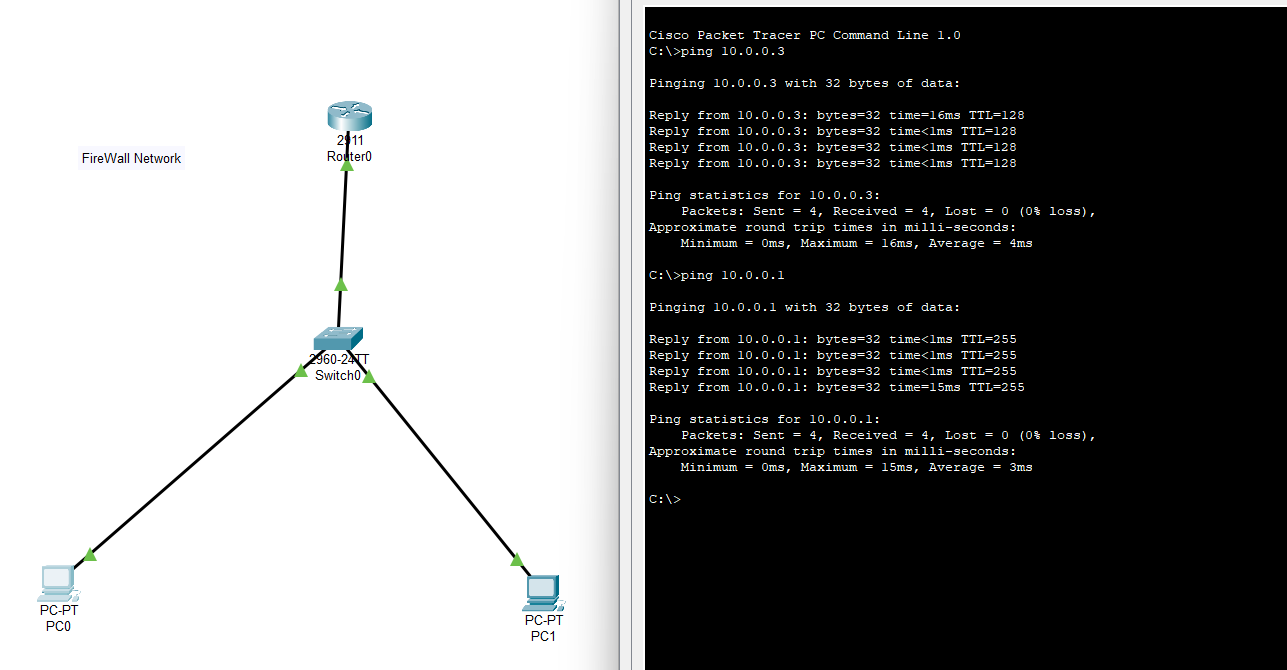 FireWall Network
2911
Router0
2960-24TT
Switch0
PC-PT
PC0
PC-PT
PC1
Cisco Packet Tracer PC Command Line 1.0
C:\>ping 10.0.0.3
Pinging 10.0.0.3 with 32 bytes of data:
Reply from 10.0.0.3: bytes=32 time=16ms TTL=128
Reply from 10.0.0.3: bytes=32 time<1ms TTL=128
Reply from 10.0.0.3: bytes=32 time<1ms TTL=128
Reply from 10.0.0.3: bytes=32 time<1ms TTL=128
Ping statistics for 10.0.0.3:
Packets: Sent = 4, Received = 4, Lost = 0 (0% loss),
Approximate round trip times in milli-seconds:
Minimum = 0ms, Maximum = 16ms, Average = 4ms
C:\>ping 10.0.0.1
Pinging 10.0.0.1 with 32 bytes of data:
Reply from 10.0.0.1: bytes=32 time<1ms TTL=255
Reply from 10.0.0.1: bytes=32 time<1ms TTL=255
Reply from 10.0.0.1: bytes=32 time<1ms TTL=255
Reply from 10.0.0.1: bytes=32 time=15ms TTL=255
Ping statistics for 10.0.0.1:
Packets: Sent = 4, Received = 4, Lost = 0 (0% loss),
Approximate round trip times in milli-seconds:
Minimum = 0ms, Maximum = 15ms, Average = 3ms
C:\>